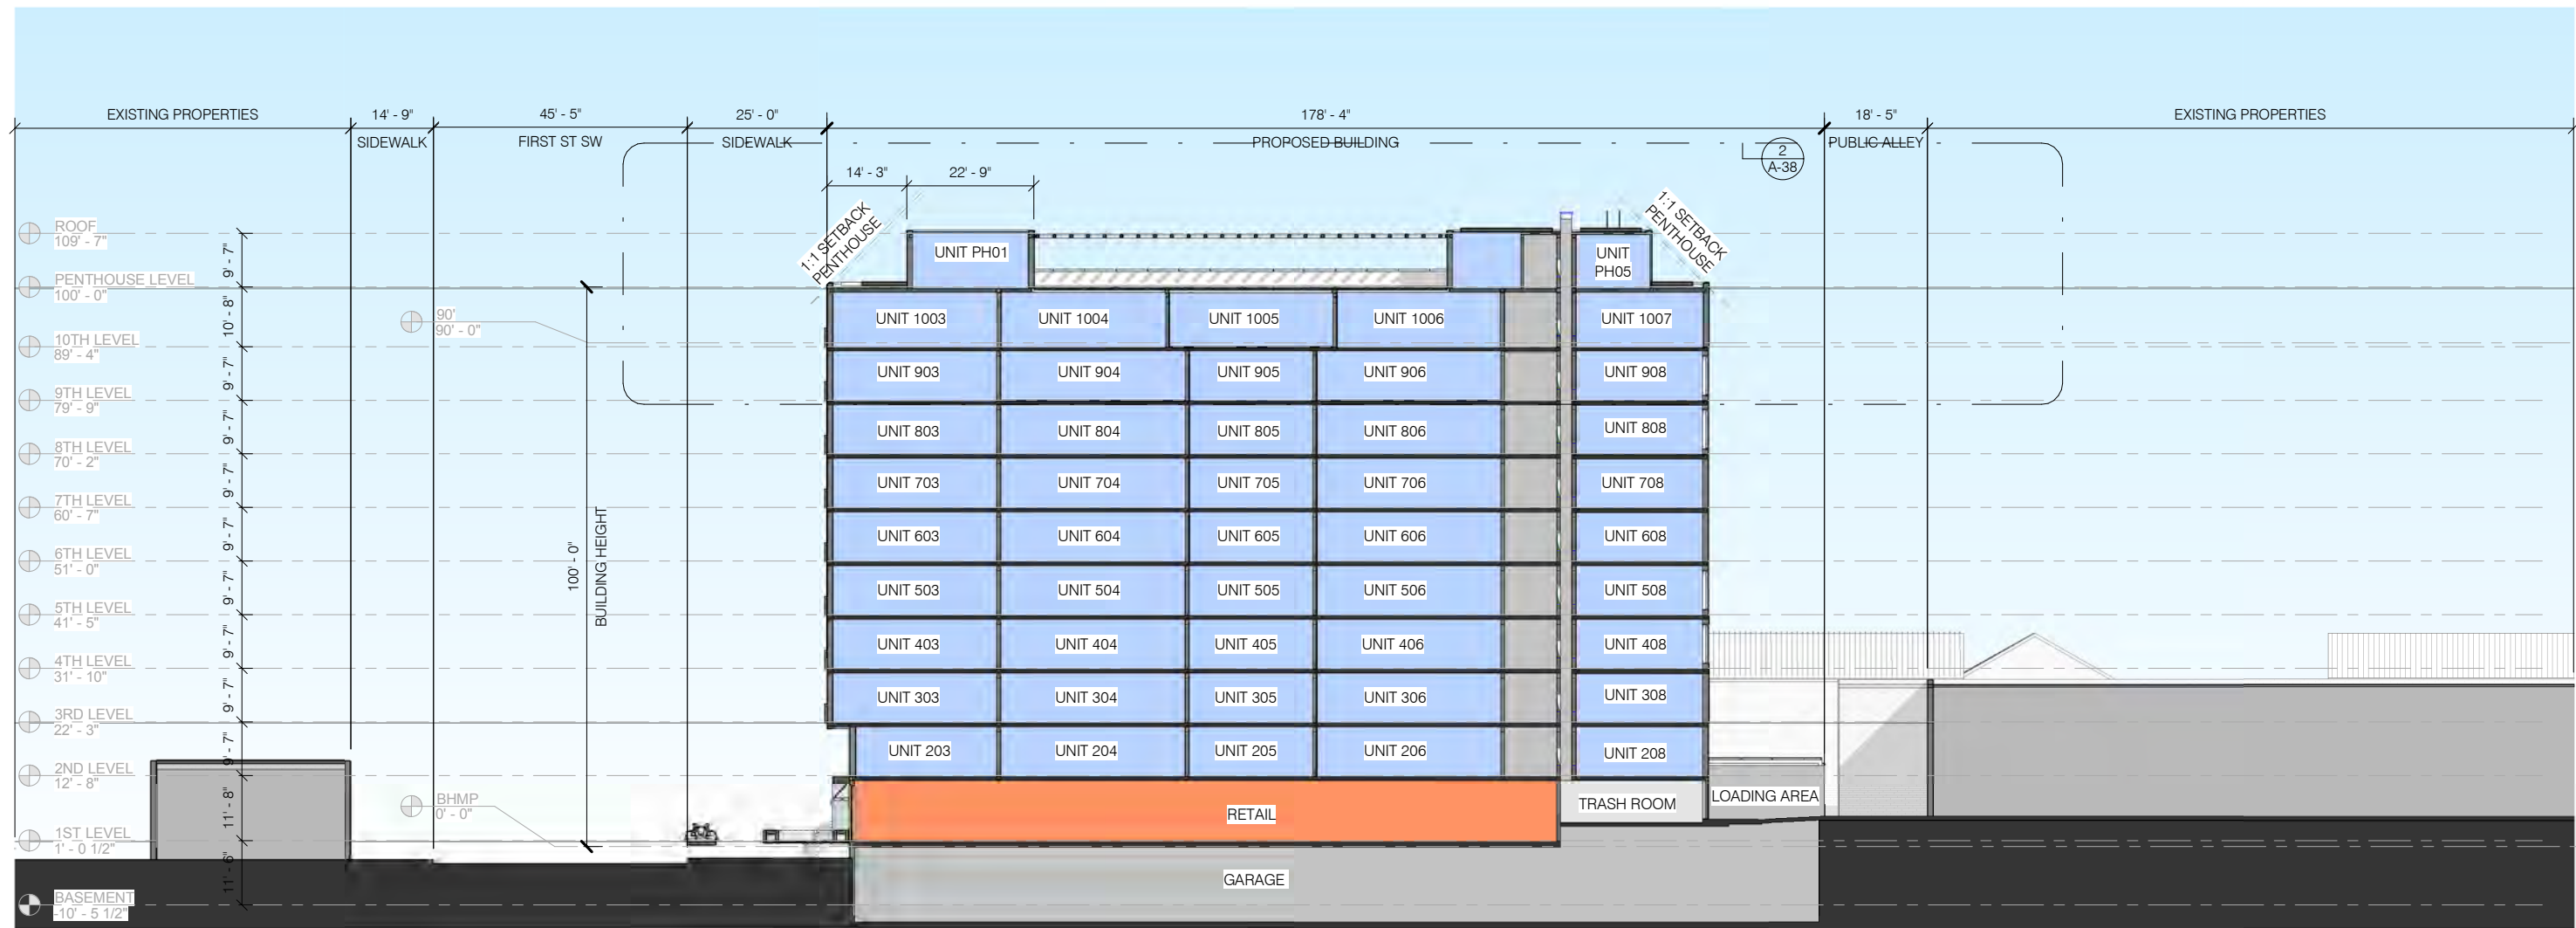 EXISTING PROPERTIES
14' - 9"
45' - 5"
25' - 0"
178' - 4"
18' - 5"
EXISTING PROPERTIES
SIDEWALK
FIRST ST SW
SIDEWALK
PROPOSED BUILDING
2
A-38
PUBLIC ALLEY
14' - 3"
22' - 9"
1:1 SETBACK
PENTHOUSE
1:1 SETBACK
PENTHOUSE
ROOF
109' - 7"
9' - 7"
UNIT PH01
UNIT
PH05
PENTHOUSE LEVEL
100' - 0"
10' - 8"
90'
90' - 0"
UNIT 1003
UNIT 1004
UNIT 1005
UNIT 1006
UNIT 1007
10TH LEVEL
89' - 4"
9' - 7"
UNIT 903
UNIT 904
UNIT 905
UNIT 906
UNIT 908
9TH LEVEL
79' - 9"
9' - 7"
UNIT 803
UNIT 804
UNIT 805
UNIT 806
UNIT 808
8TH LEVEL
70' - 2"
9' - 7"
UNIT 703
UNIT 704
UNIT 705
UNIT 706
UNIT 708
7TH LEVEL
60' - 7"
9' - 7"
UNIT 603
UNIT 604
UNIT 605
UNIT 606
UNIT 608
6TH LEVEL
51' - 0"
9' - 7"
100' - 0"
BUILDING HEIGHT
UNIT 503
UNIT 504
UNIT 505
UNIT 506
UNIT 508
5TH LEVEL
41' - 5"
9' - 7"
UNIT 403
UNIT 404
UNIT 405
UNIT 406
UNIT 408
4TH LEVEL
31' - 10"
9' - 7"
UNIT 303
UNIT 304
UNIT 305
UNIT 306
UNIT 308
3RD LEVEL
22' - 3"
9' - 7"
UNIT 203
UNIT 204
UNIT 205
UNIT 206
UNIT 208
2ND LEVEL
12' - 8"
11' - 8"
BHMP
0' - 0"
RETAIL
TRASH ROOM
LOADING AREA
1ST LEVEL
1' - 0 1/2"
11' - 6"
GARAGE
BASEMENT
-10' - 5 1/2"